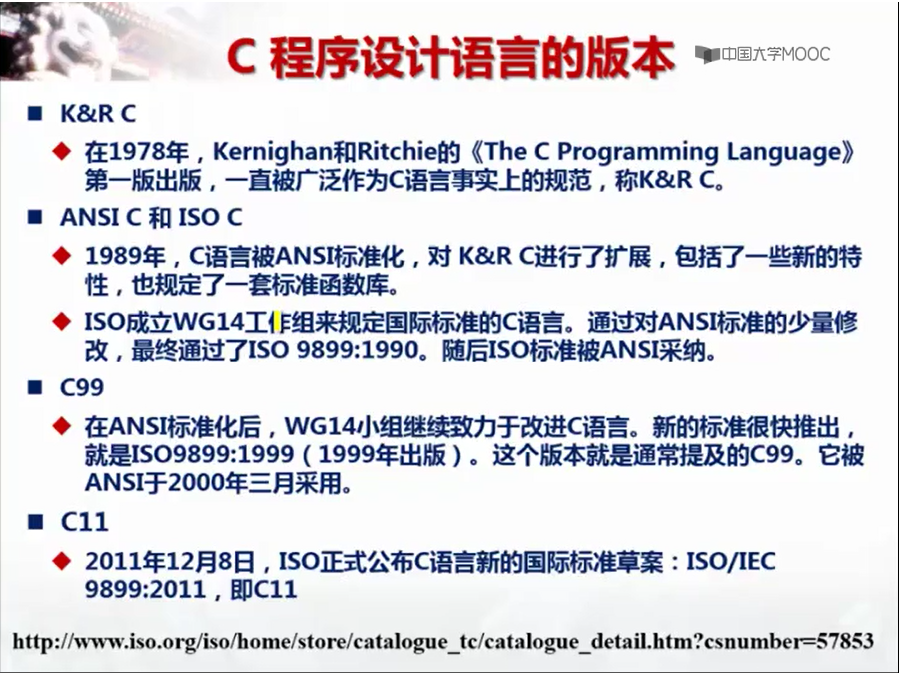 C 程序设计语言的版本
中国大学MOOC
K&R C
在1978年，Kernighan和Ritchie的《The C Programming Language》
第一版出版，一直被广泛作为C语言事实上的规范，称K&R C。
ANSI C 和 ISO C
1989年，C语言被ANSI标准化，对 K&R C进行了扩展，包括了一些新的特
性，也规定了一套标准函数库。
ISO成立WG14工作组来规定国际标准的C语言。通过对ANSI标准的少量修
改，最终通过了ISO 9899:1990。随后ISO标准被ANSI采纳。
C99
在ANSI标准化后，WG14小组继续致力于改进C语言。新的标准很快推出，
就是ISO9899:1999（1999年出版）。这个版本就是通常提及的C99。它被
ANSI于2000年三月采用。
C11
2011年12月8日，ISO正式公布C语言新的国际标准草案：ISO/IEC
9899:2011，即C11
http://www.iso.org/iso/home/store/catalogue_tc/catalogue_detail.htm?csnumber=57853